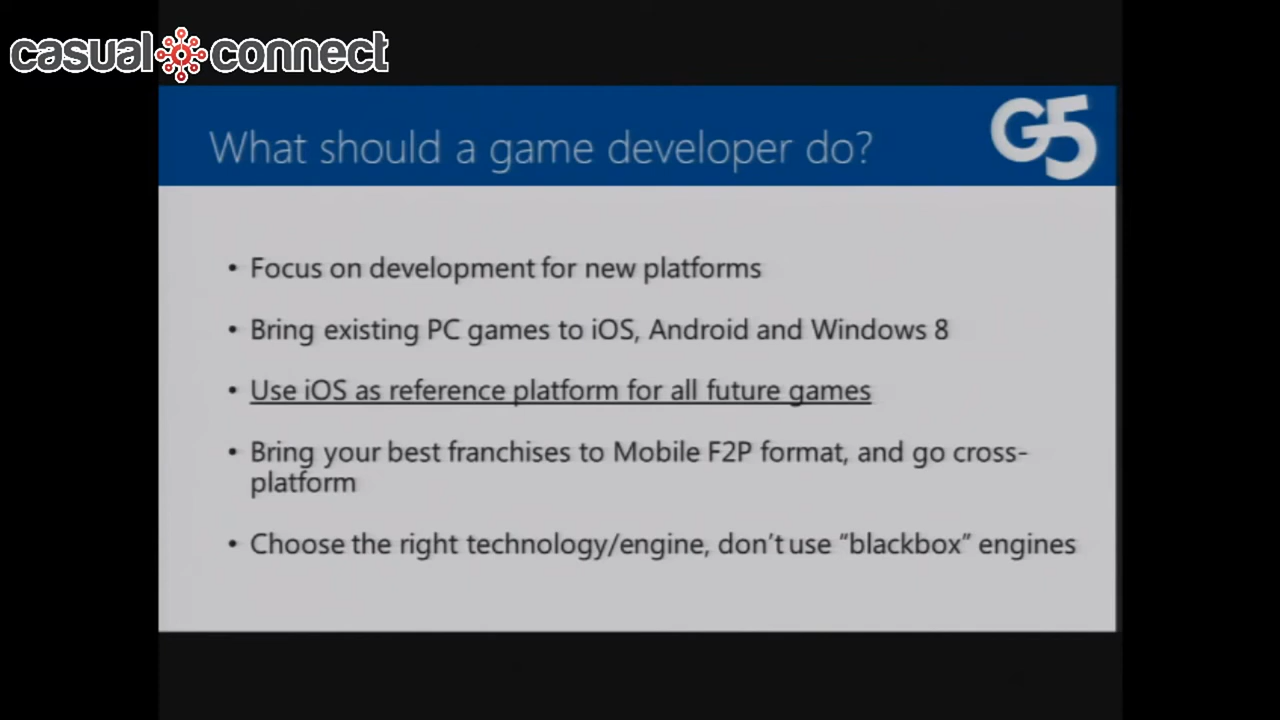 casual connect
What should a game developer do?
G5
• Focus on development for new platforms
• Bring existing PC games to iOS, Android and Windows 8
• Use iOS as reference platform for all future games
• Bring your best franchises to Mobile F2P format, and go cross-
platform
• Choose the right technology/engine, don’t use “blackbox” engines